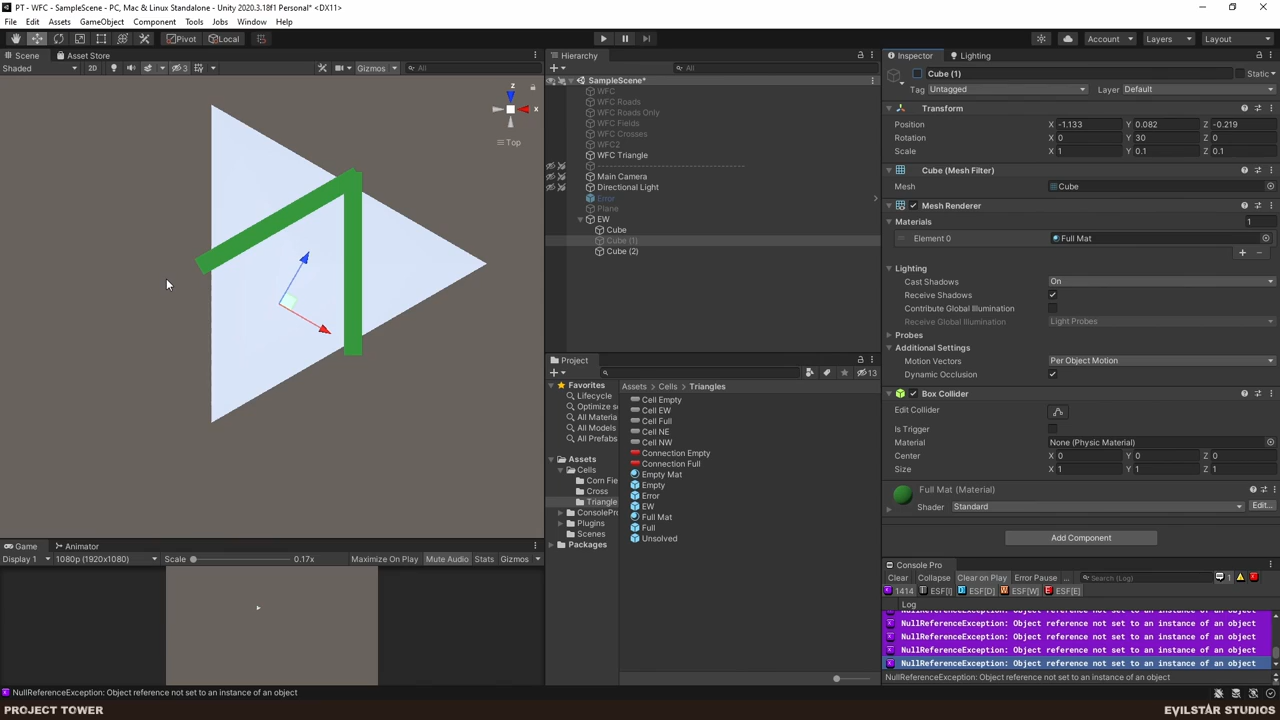 PT - WFC - SampleScene - PC, Mac & Linux Standalone - Unity 2020.3.18f1 Personal* <DX11>
File Edit Assets GameObject Component Tools Jobs Window Help
Pivot Local Account Layers Layout
Scene Asset Store
Shaded 2D 3 Gizmos All
z x
Top
Hierarchy
All
SampleScene*
WFC
WFC Roads
WFC Roads Only
WFC Fields
WFC Crosses
WFC2
WFC Triangle
------------------------------------
Main Camera
Directional Light
Error
Plane
EW
Cube
Cube (1)
Cube (2)
Project
13
Favorites
Lifecycle
Optimize s
All Materia
All Models
All Prefabs
Assets
Cells
Corn Fie
Cross
Triangle
ConsolePro
Plugins
Scenes
Packages
Assets > Cells > Triangles
Cell Empty
Cell EW
Cell Full
Cell NE
Cell NW
Connection Empty
Connection Full
Empty Mat
Empty
Error
EW
Full Mat
Full
Unsolved
Inspector Lighting
Cube (1) Static
Tag Untagged Layer Default
Transform
Position X -1.133 Y 0.082 Z -0.219
Rotation X 0 Y 30 Z 0
Scale X 1 Y 0.1 Z 0.1
Cube (Mesh Filter)
Mesh Cube
Mesh Renderer
Materials 1
Element 0 Full Mat
Lighting
Cast Shadows On
Receive Shadows
Contribute Global Illumination
Receive Global Illumination Light Probes
Probes
Additional Settings
Motion Vectors Per Object Motion
Dynamic Occlusion
Box Collider
Edit Collider
Is Trigger
Material None (Physic Material)
Center X 0 Y 0 Z 0
Size X 1 Y 1 Z 1
Full Mat (Material)
Shader Standard Edit...
Add Component
Game Animator
Display 1 1080p (1920x1080) Scale 0.17x Maximize On Play Mute Audio Stats Gizmos
Console Pro
Clear Collapse Clear on Play Error Pause ... Search (Log) 1
1414 ESF[I] ESF[D] ESF[W] ESF[E]
Log
NullReferenceException: Object reference not set to an instance of an object
NullReferenceException: Object reference not set to an instance of an object
NullReferenceException: Object reference not set to an instance of an object
NullReferenceException: Object reference not set to an instance of an object
NullReferenceException: Object reference not set to an instance of an object
NullReferenceException: Object reference not set to an instance of an object
NullReferenceException: Object reference not set to an instance of an object
PROJECT TOWER
EVILSTAR STUDIOS